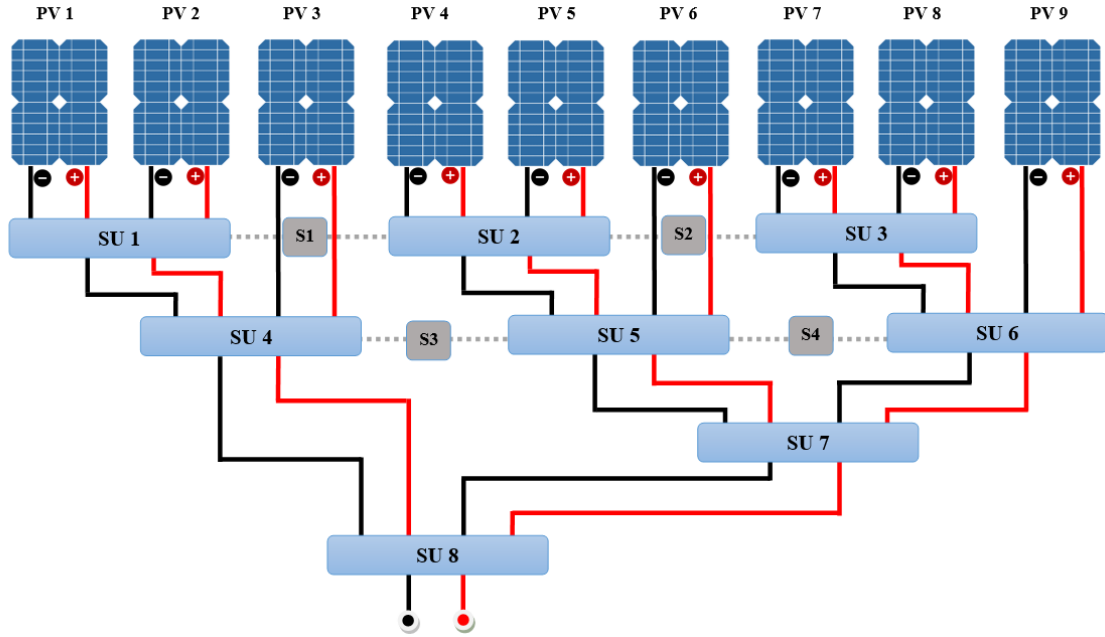 PV 1 PV 2 PV 3 PV 4 PV 5 PV 6 PV 7 PV 8 PV 9
− + − + − + − + − + − + − + − + − +
SU 1 S1 SU 2 S2 SU 3
SU 4 S3 SU 5 S4 SU 6
SU 7
SU 8